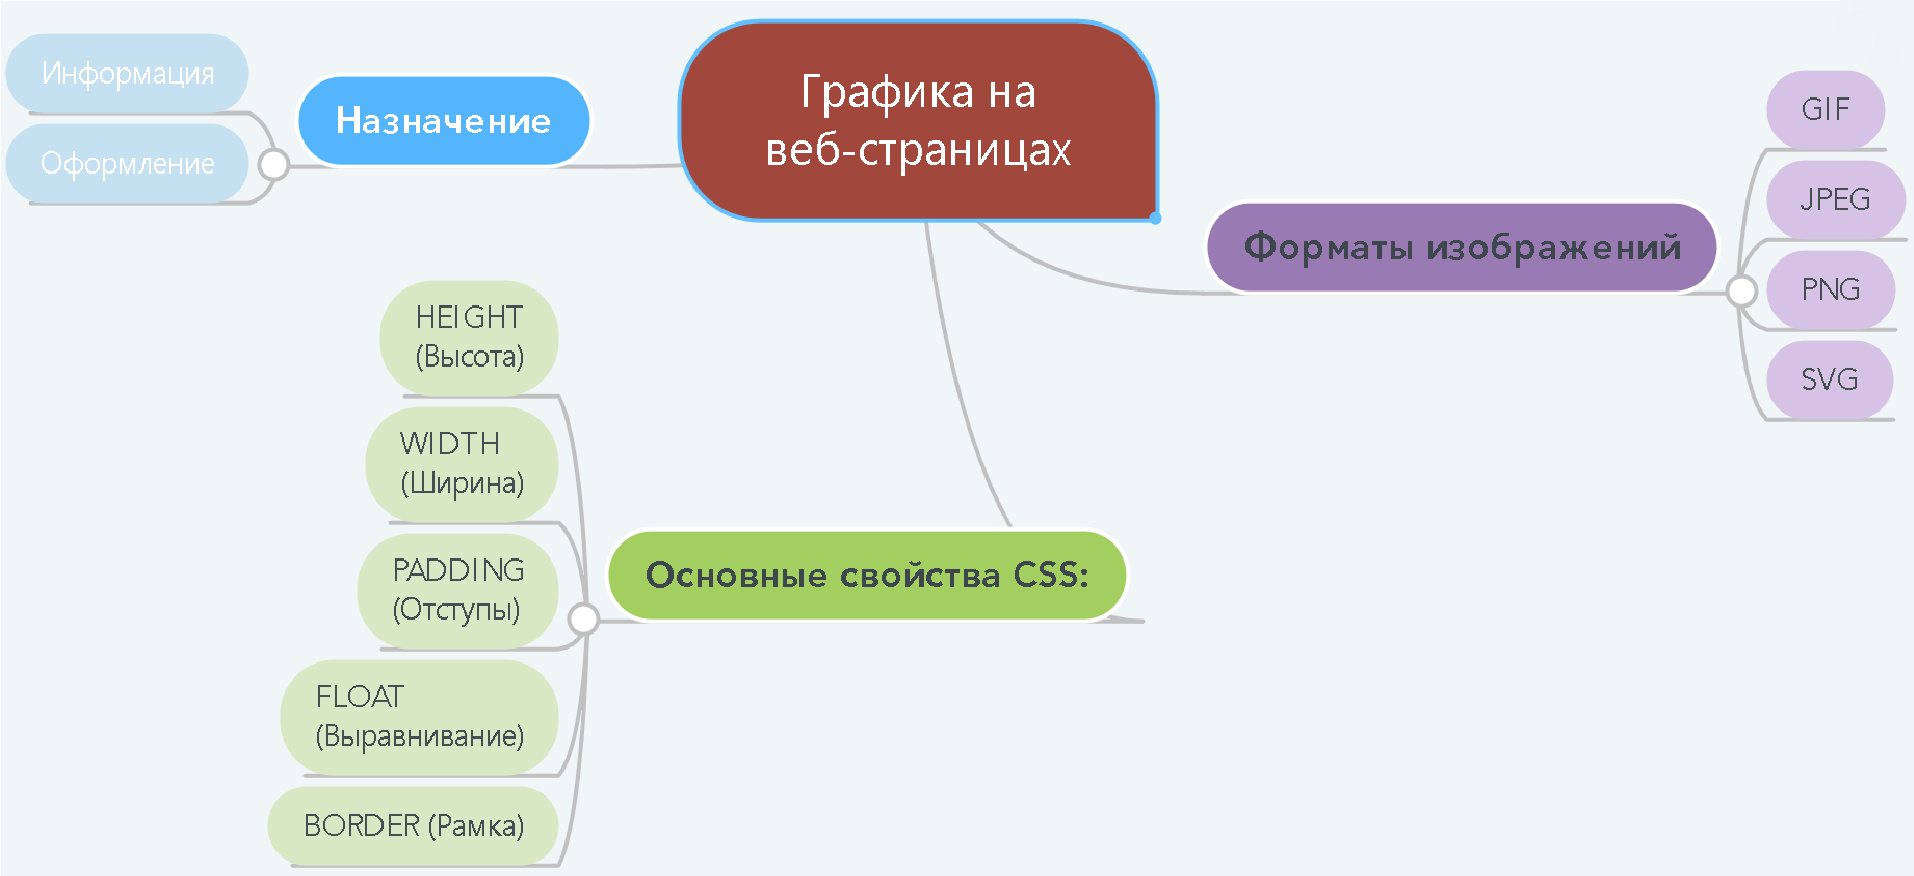 Графика на
веб-страницах
Назначение
Информация
Оформление
Форматы изображений
GIF
JPEG
PNG
SVG
Основные свойства CSS:
HEIGHT
(Высота)
WIDTH
(Ширина)
PADDING
(Отступы)
FLOAT
(Выравнивание)
BORDER (Рамка)